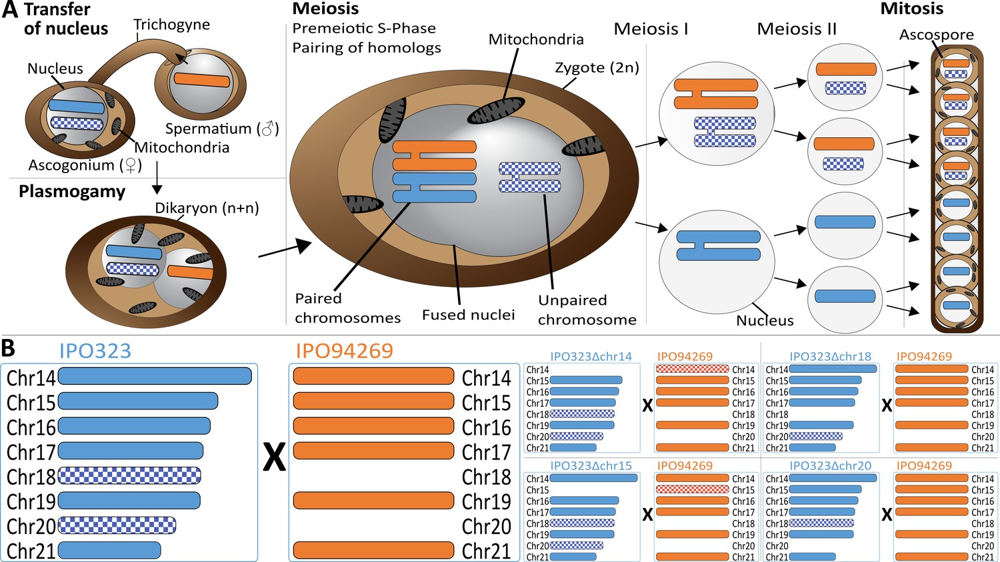 A Transfer
of nucleus
Trichogyne
Nucleus
Spermatium (♂)
Mitochondria
Ascogonium (♀)
Plasmogamy
Dikaryon (n+n)
Meiosis
Premeiotic S-Phase
Pairing of homologs
Mitochondria
Zygote (2n)
Paired
chromosomes
Fused nuclei
Unpaired
chromosome
Meiosis I
Meiosis II
Nucleus
Mitosis
Ascospore
B
IPO323
IPO94269
Chr14
Chr14
Chr15
Chr15
Chr16
Chr16
Chr17
Chr17
X
Chr18
Chr18
Chr19
Chr19
Chr20
Chr20
Chr21
Chr21
IPO323Δchr14
IPO94269
Chr14
Chr14
Chr15
Chr15
Chr16
Chr16
Chr17
Chr17
X
Chr18
Chr18
Chr19
Chr19
Chr20
Chr20
Chr21
Chr21
IPO323Δchr18
IPO94269
Chr14
Chr14
Chr15
Chr15
Chr16
Chr16
Chr17
Chr17
X
Chr18
Chr18
Chr19
Chr19
Chr20
Chr20
Chr21
Chr21
IPO323Δchr15
IPO94269
Chr14
Chr14
Chr15
Chr15
Chr16
Chr16
Chr17
Chr17
X
Chr18
Chr18
Chr19
Chr19
Chr20
Chr20
Chr21
Chr21
IPO323Δchr20
IPO94269
Chr14
Chr14
Chr15
Chr15
Chr16
Chr16
Chr17
Chr17
X
Chr18
Chr18
Chr19
Chr19
Chr20
Chr20
Chr21
Chr21